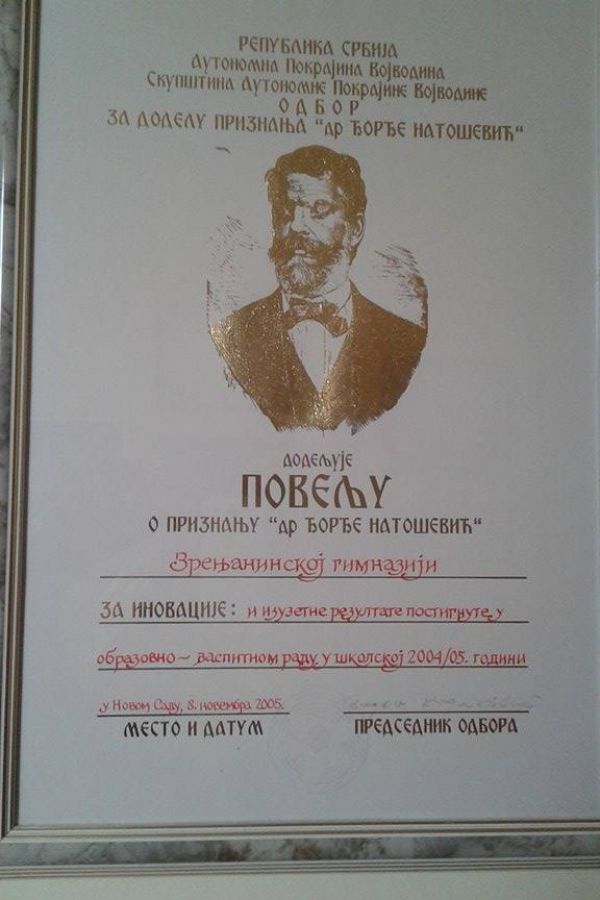 РЕПУБЛИКА СРБИЈА
АУТОНОМНА ПОКРАЈИНА ВОЈВОДИНА
СКУПШТИНА АУТОНОМНЕ ПОКРАЈИНЕ ВОЈВОДИНЕ
ОДБОР
ЗА ДОДЕЛУ ПРИЗНАЊА "ДР ЂОРЂЕ НАТОШЕВИЋ"
ДОДЕЉУЈЕ
ПОВЕЉУ
О ПРИЗНАЊУ "ДР ЂОРЂЕ НАТОШЕВИЋ"
Зрењанинској гимназији
ЗА ИНОВАЦИЈЕ: и изузетне резултате постигнуте у
образовно - васпитном раду у школској 2004/05. години
у Новом Саду, 8. новембра 2005.
МЕСТО И ДАТУМ
ПРЕДСЕДНИК ОДБОРА